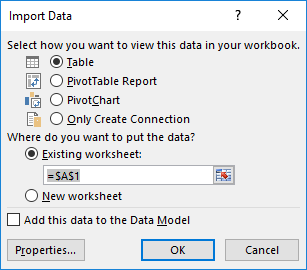 Import Data
Select how you want to view this data in your workbook.
Table
PivotTable Report
PivotChart
Only Create Connection
Where do you want to put the data?
Existing worksheet:
=$A$1
New worksheet
Add this data to the Data Model
Properties... OK Cancel